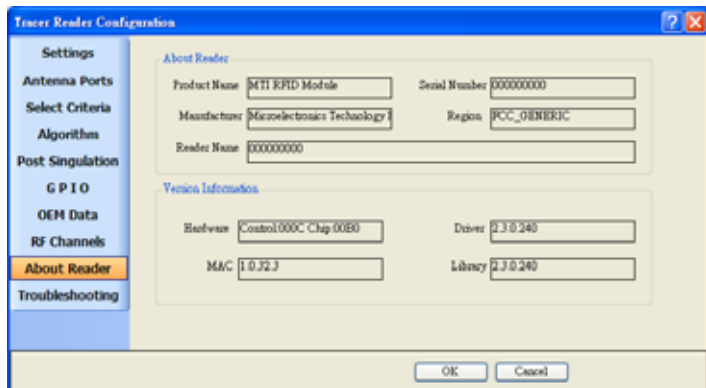 Tracer Reader Configuration
Settings
Antenna Ports
Select Criteria
Algorithm
Post Singulation
G P I O
OEM Data
RF Channels
About Reader
Troubleshooting
About Reader
Product Name MTI RFID Module
Serial Number 000000000
Manufacturer Microelectronics Technology I
Region FCC_GENERIC
Reader Name 000000000
Version Information
Hardware Control:000C Chip:00B0
Driver 2.3.0.240
MAC 1.0.32.3
Library 2.3.0.240
OK
Cancel